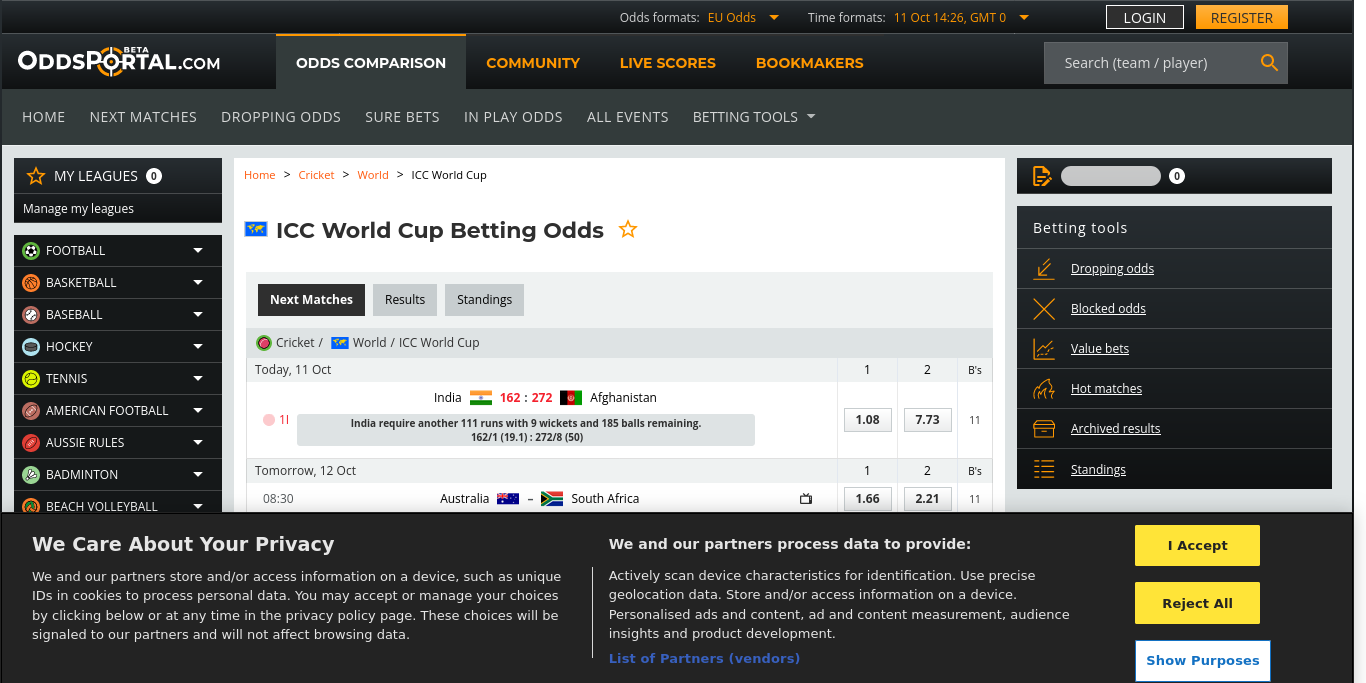 Odds formats: EU Odds Time formats: 11 Oct 14:26, GMT 0 LOGIN REGISTER
ODDSPORTAL.COM BETA ODDS COMPARISON COMMUNITY LIVE SCORES BOOKMAKERS Search (team / player)
HOME NEXT MATCHES DROPPING ODDS SURE BETS IN PLAY ODDS ALL EVENTS BETTING TOOLS
MY LEAGUES 0
Manage my leagues
FOOTBALL
BASKETBALL
BASEBALL
HOCKEY
TENNIS
AMERICAN FOOTBALL
AUSSIE RULES
BADMINTON
BEACH VOLLEYBALL
Home > Cricket > World > ICC World Cup
ICC World Cup Betting Odds
Next Matches Results Standings
Cricket / World / ICC World Cup
Today, 11 Oct 1 2 B's
India 162 : 272 Afghanistan
1I 1.08 7.73 11
India require another 111 runs with 9 wickets and 185 balls remaining.
162/1 (19.1) : 272/8 (50)
Tomorrow, 12 Oct 1 2 B's
08:30 Australia – South Africa 1.66 2.21 11
0
Betting tools
Dropping odds
Blocked odds
Value bets
Hot matches
Archived results
Standings
We Care About Your Privacy
We and our partners store and/or access information on a device, such as unique
IDs in cookies to process personal data. You may accept or manage your choices
by clicking below or at any time in the privacy policy page. These choices will be
signaled to our partners and will not affect browsing data.
We and our partners process data to provide:
Actively scan device characteristics for identification. Use precise
geolocation data. Store and/or access information on a device.
Personalised ads and content, ad and content measurement, audience
insights and product development.
List of Partners (vendors)
I Accept
Reject All
Show Purposes